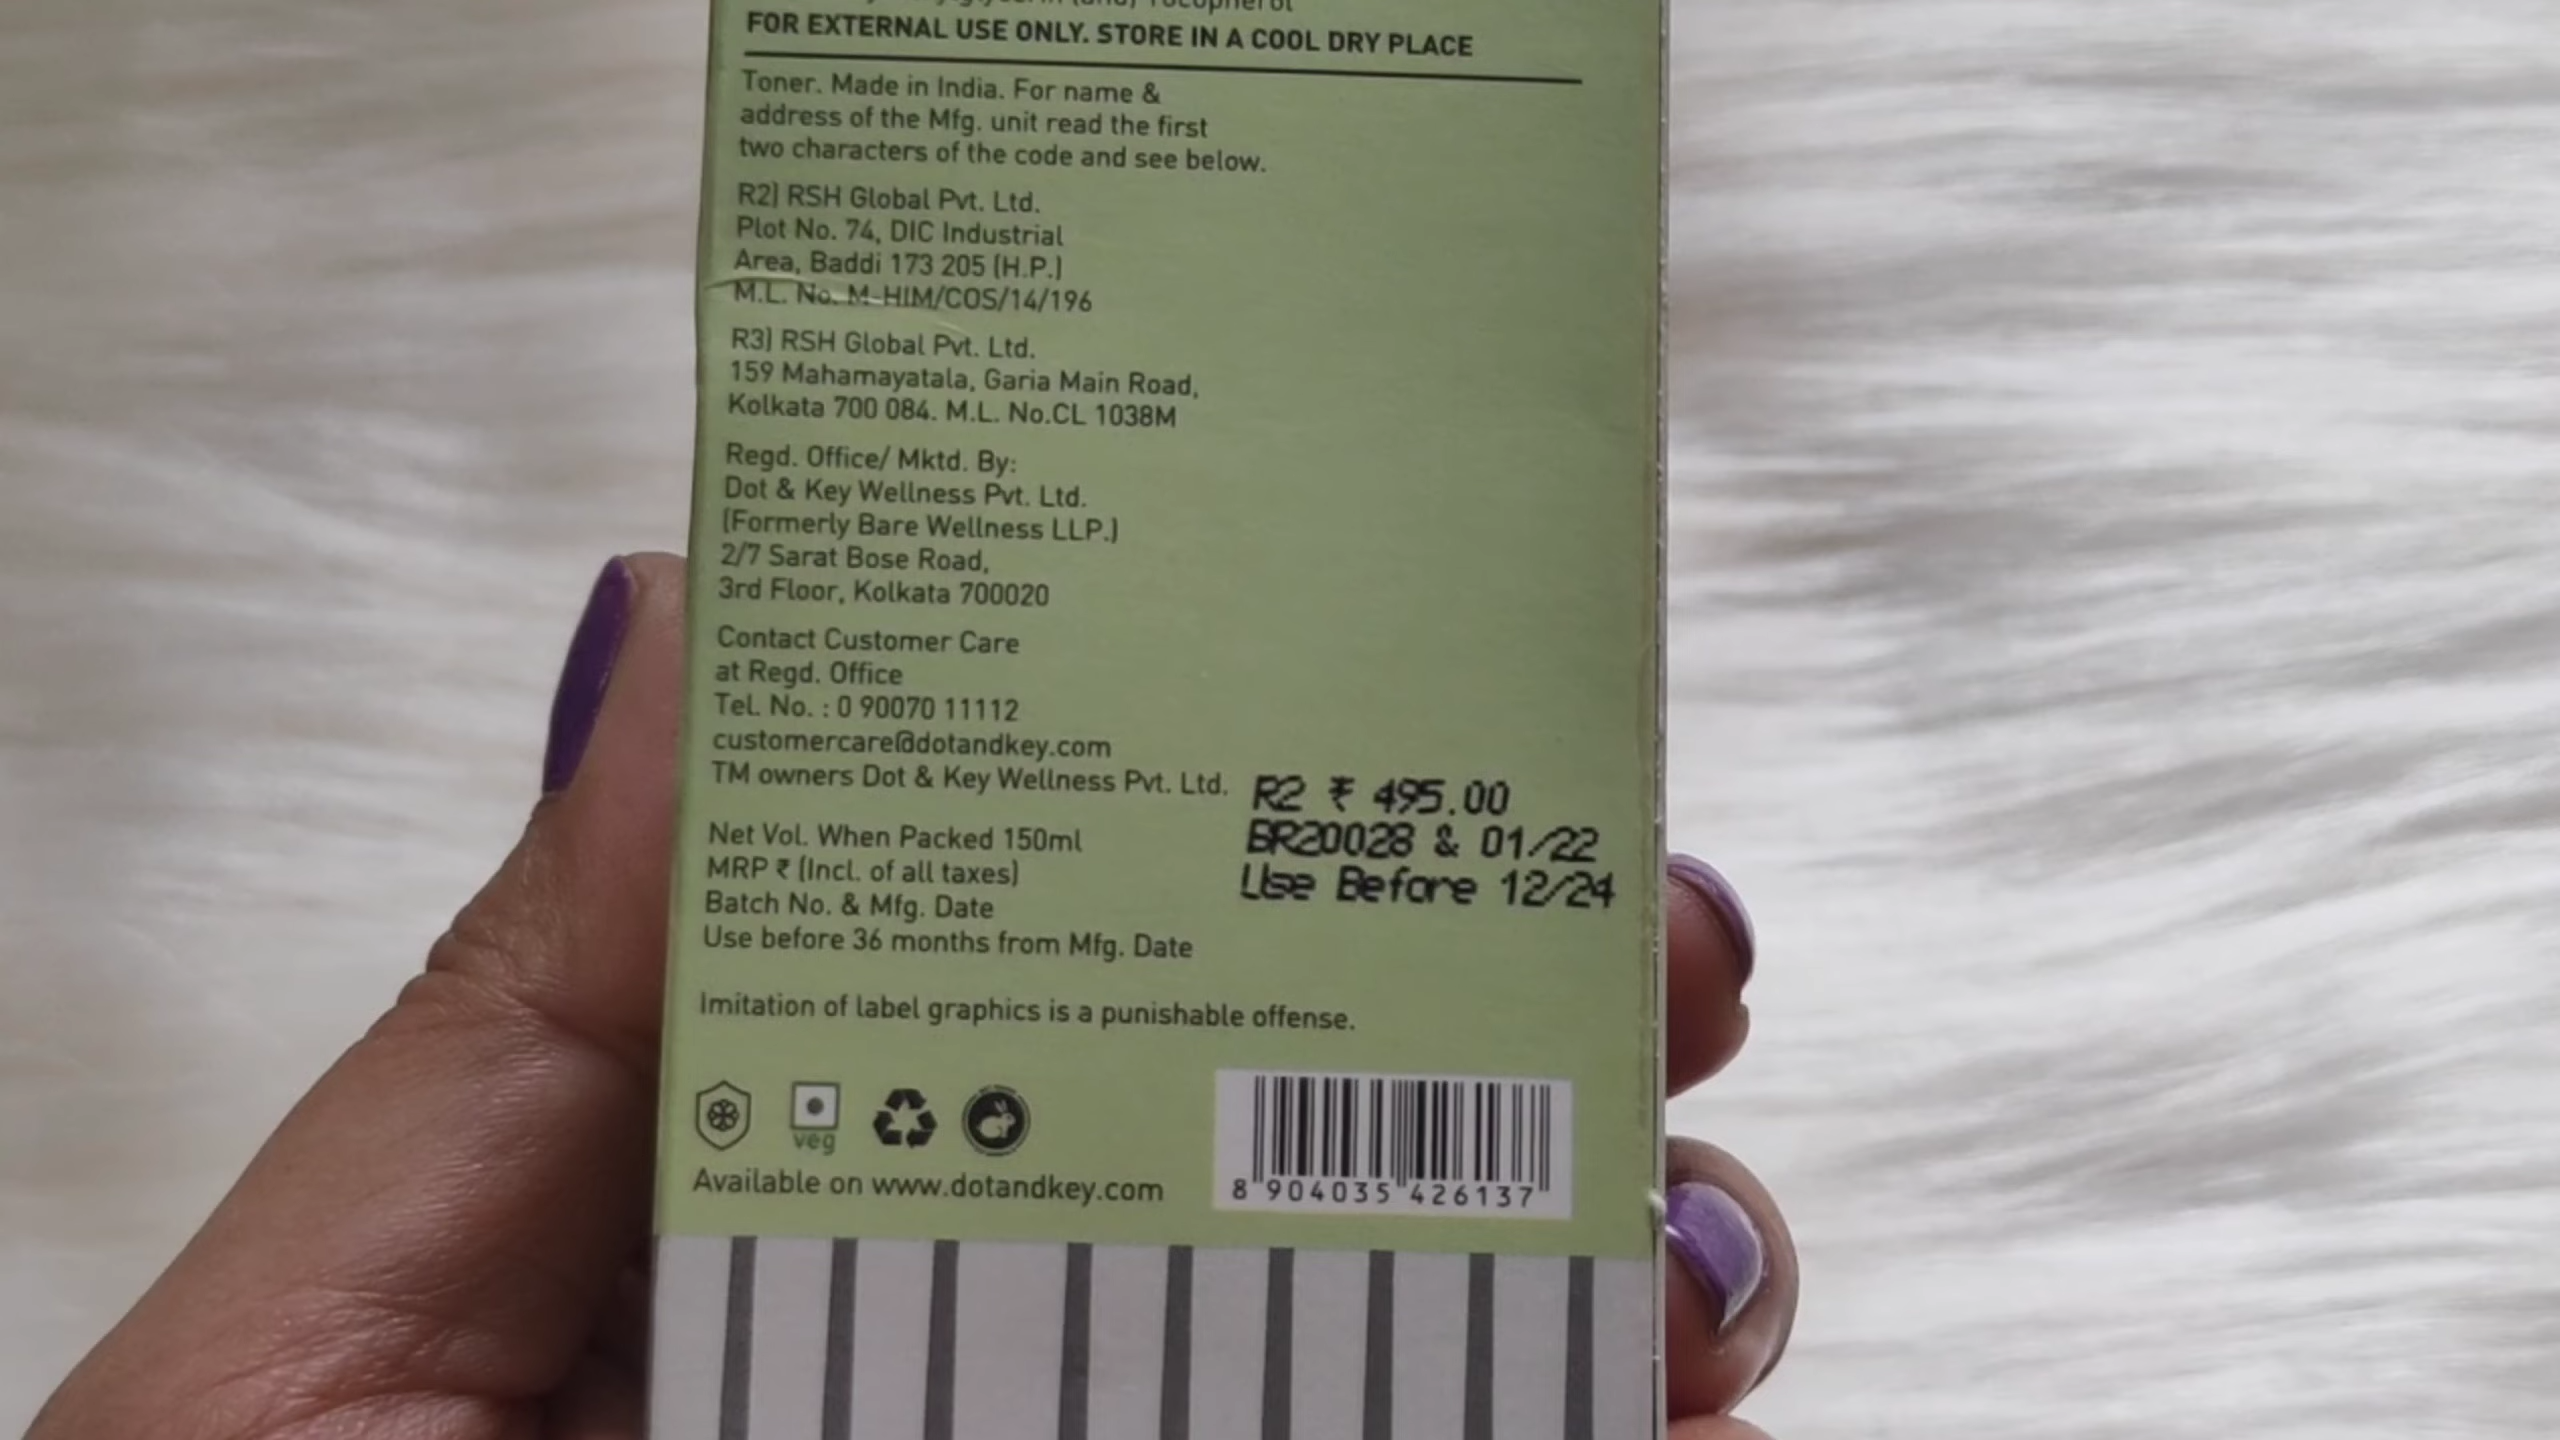 Tocopherol
FOR EXTERNAL USE ONLY. STORE IN A COOL DRY PLACE
Toner. Made in India. For name &
address of the Mfg. unit read the first
two characters of the code and see below.
R2) RSH Global Pvt. Ltd.
Plot No. 74, DIC Industrial
Area, Baddi 173 205 (H.P.)
M.L. No. M-HIM/COS/14/196
R3) RSH Global Pvt. Ltd.
159 Mahamayatala, Garia Main Road,
Kolkata 700 084. M.L. No.CL 1038M
Regd. Office/ Mktd. By:
Dot & Key Wellness Pvt. Ltd.
(Formerly Bare Wellness LLP.)
2/7 Sarat Bose Road,
3rd Floor, Kolkata 700020
Contact Customer Care
at Regd. Office
Tel. No. : 0 90070 11112
customercare@dotandkey.com
TM owners Dot & Key Wellness Pvt. Ltd.
R2 ₹ 495.00
BR20028 & 01/22
Use Before 12/24
Net Vol. When Packed 150ml
MRP ₹ (Incl. of all taxes)
Batch No. & Mfg. Date
Use before 36 months from Mfg. Date
Imitation of label graphics is a punishable offense.
veg
Available on www.dotandkey.com
8 904035 426137